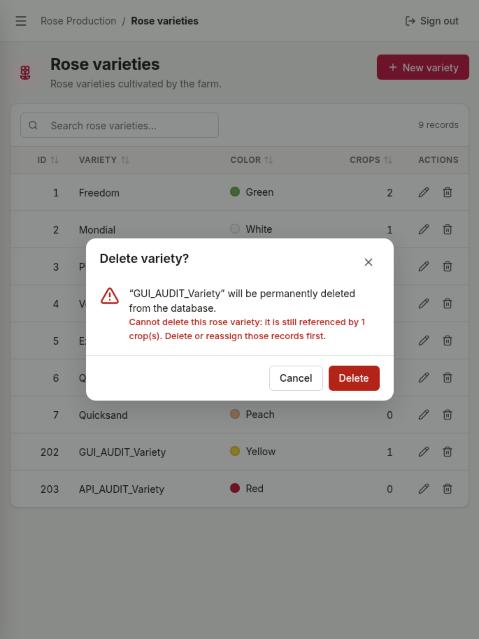 Rose Production / Rose varieties
Sign out
Rose varieties
Rose varieties cultivated by the farm.
New variety
Search rose varieties...
9 records
ID VARIETY COLOR CROPS ACTIONS
1 Freedom Green 2
2 Mondial White 1
3
4
5
6
7 Quicksand Peach 0
202 GUI_AUDIT_Variety Yellow 1
203 API_AUDIT_Variety Red 0
Delete variety?
“GUI_AUDIT_Variety” will be permanently deleted
from the database.
Cannot delete this rose variety: it is still referenced by 1
crop(s). Delete or reassign those records first.
Cancel
Delete